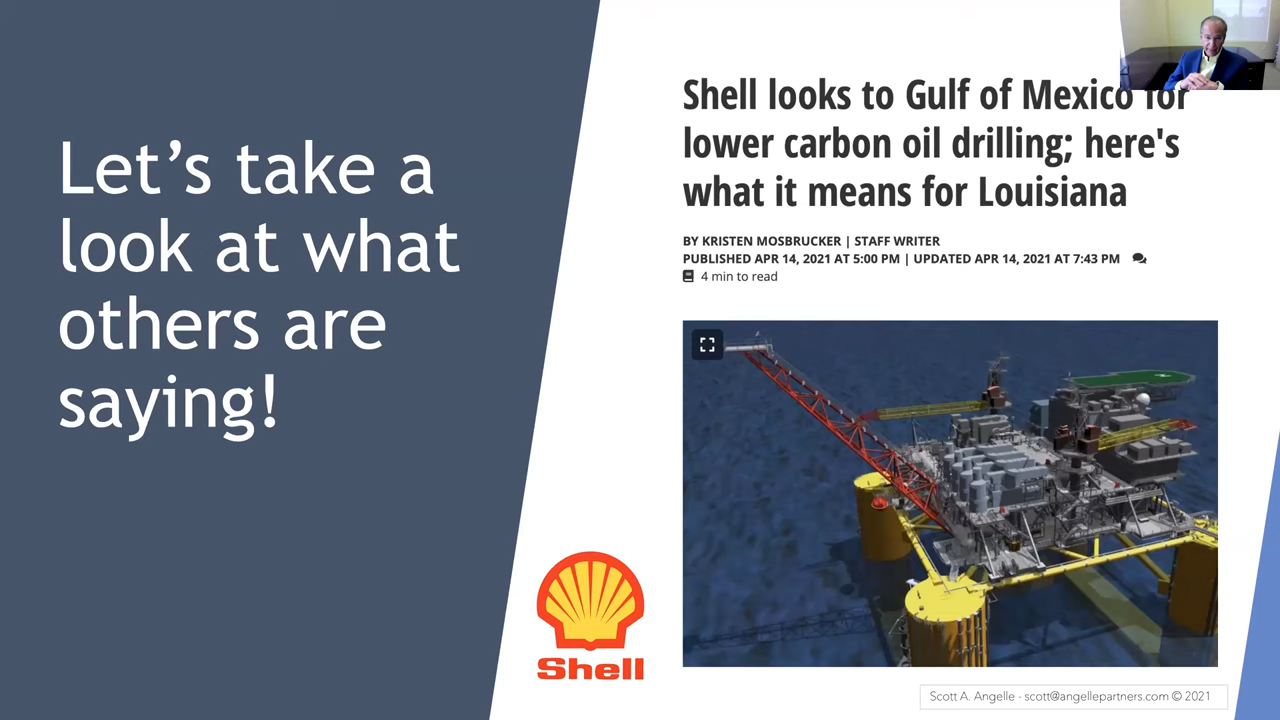 Let’s take a
look at what
others are
saying!
Shell looks to Gulf of Mexico for
lower carbon oil drilling; here's
what it means for Louisiana
BY KRISTEN MOSBRUCKER | STAFF WRITER
PUBLISHED APR 14, 2021 AT 5:00 PM | UPDATED APR 14, 2021 AT 7:43 PM
4 min to read
Shell
Scott A. Angelle - scott@angellepartners.com © 2021